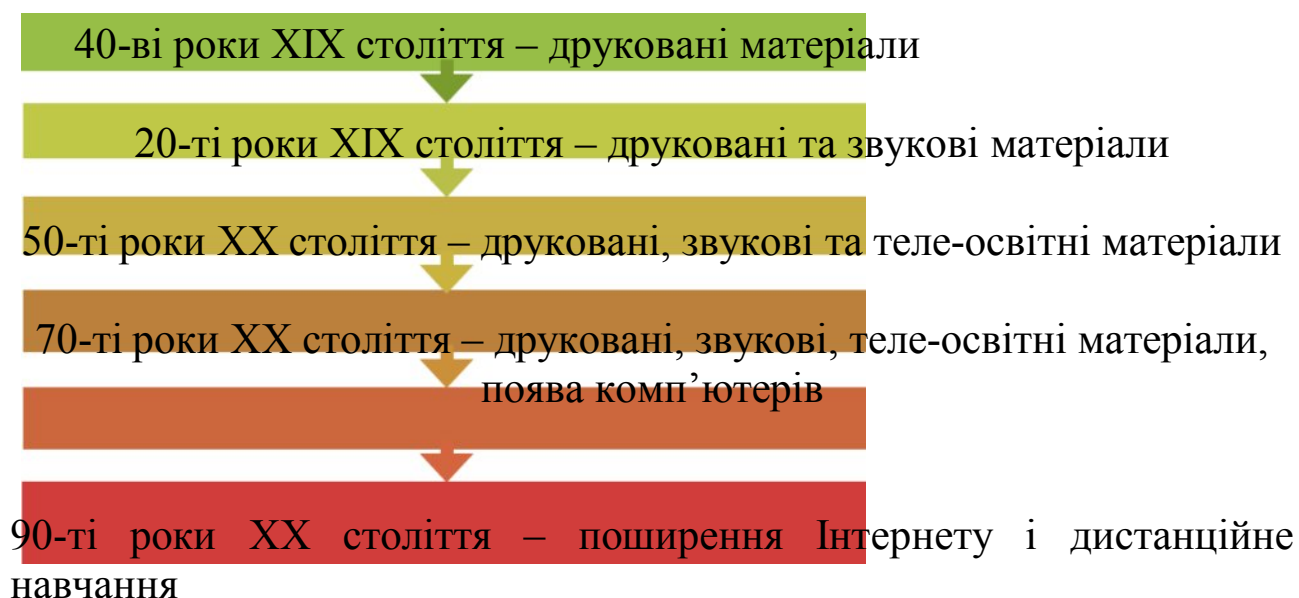 40-ві роки XIX століття – друковані матеріали
20-ті роки XIX століття – друковані та звукові матеріали
50-ті роки XX століття – друковані, звукові та теле-освітні матеріали
70-ті роки XX століття – друковані, звукові, теле-освітні матеріали,
поява комп’ютерів
90-ті роки XX століття – поширення Інтернету і дистанційне
навчання